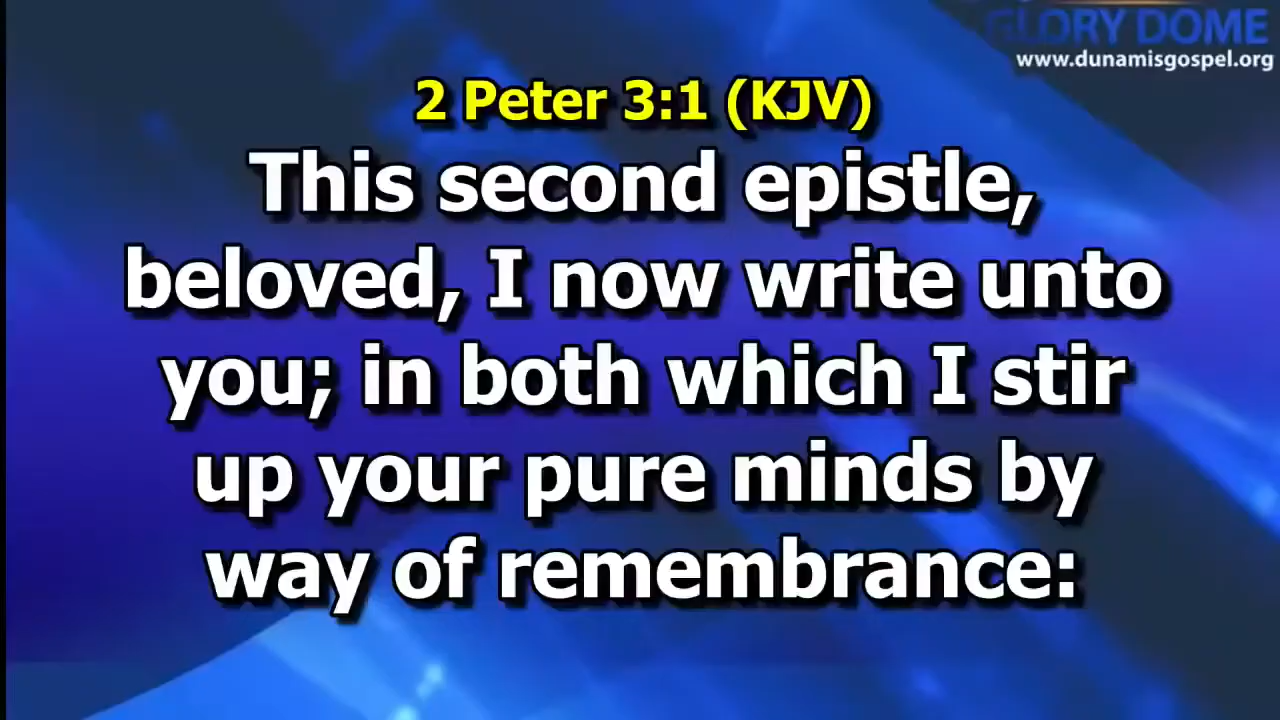 GLORY DOME
www.dunamisgospel.org
2 Peter 3:1 (KJV)
This second epistle,
beloved, I now write unto
you; in both which I stir
up your pure minds by
way of remembrance: